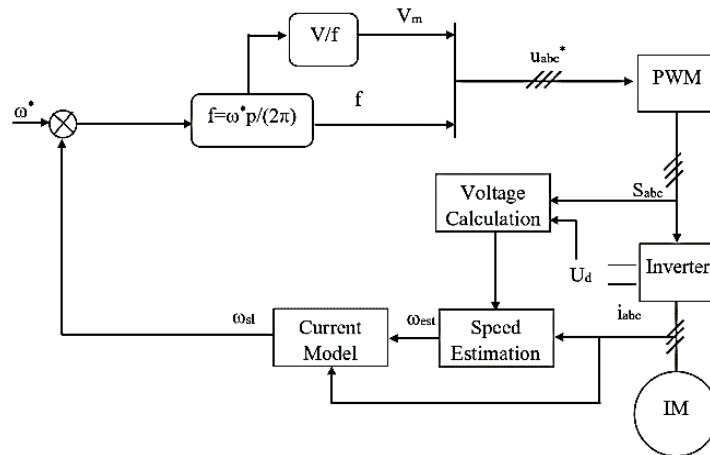 V/f
Vm
uabc*
PWM
ω*
f=ω*p/(2π)
f
Sabc
Voltage
Calculation
Ud
Inverter
iabc
ωsl
Current
Model
ωest
Speed
Estimation
IM